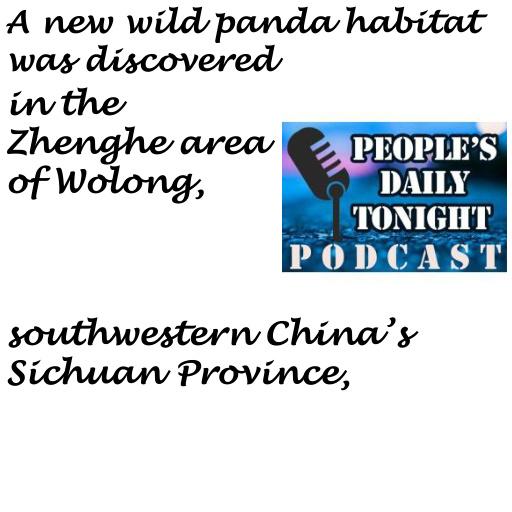 A new wild panda habitat
was discovered
in the
Zhenghe area
of Wolong,
PEOPLE'S
DAILY
TONIGHT
PODCAST
southwestern China's
Sichuan Province,